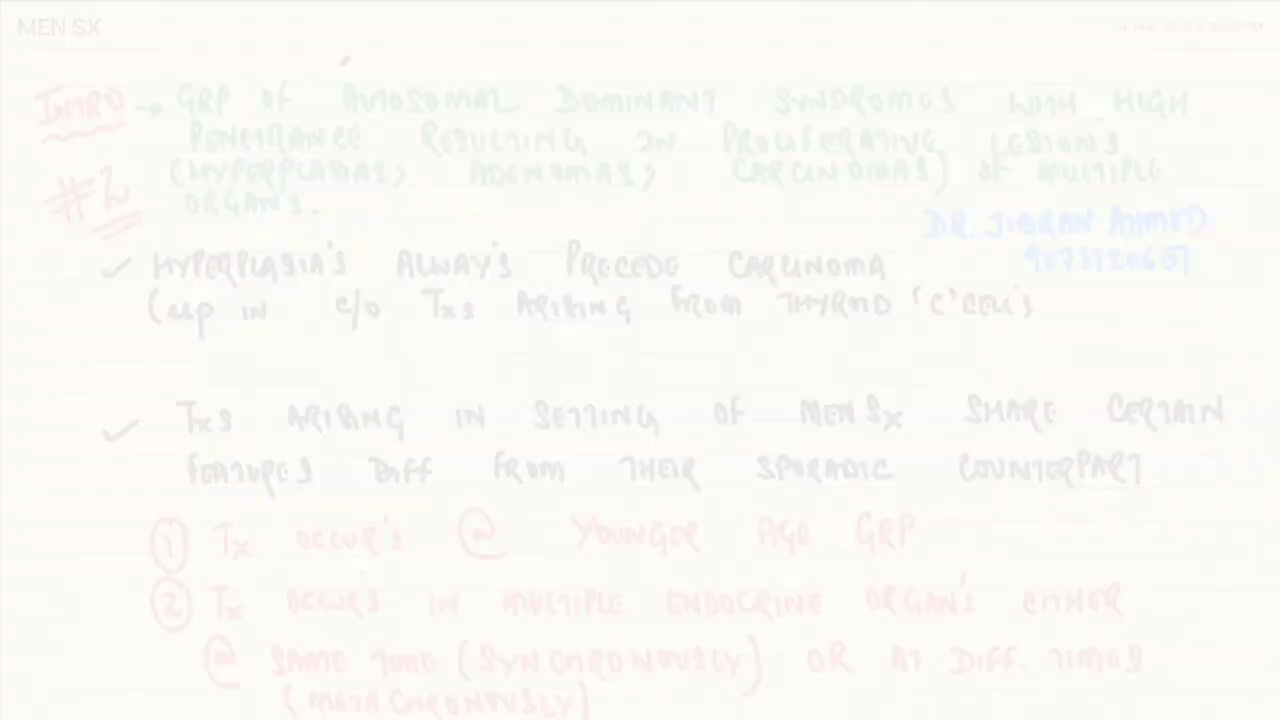 MEN SX
INTRO → GRP OF AUTOSOMAL DOMINANT SYNDROMES WITH HIGH
PENETRANCE RESULTING IN PROLIFERATIVE LESIONS
(HYPERPLASIAS, ADENOMAS, CARCINOMAS) OF MULTIPLE
#2 ORGANS.
DR. JIBRAN AHMED
✓ HYPERPLASIA'S ALWAY'S PRECEDE CARCINOMA
(esp IN c/o Txs ARISING FROM THYROID 'C' CELL'S
✓ TxS ARISING IN SETTING OF MEN Sx SHARE CERTAIN
FEATURES DIFF FROM THEIR SPORADIC COUNTERPART
① Tx OCCUR'S @ YOUNGER AGE GRP
② Tx OCCURS IN MULTIPLE ENDOCRINE ORGAN'S EITHER
@ SAME TIME (SYNCHRONOUSLY) OR AT DIFF. TIMES
(METACHRONOUSLY)